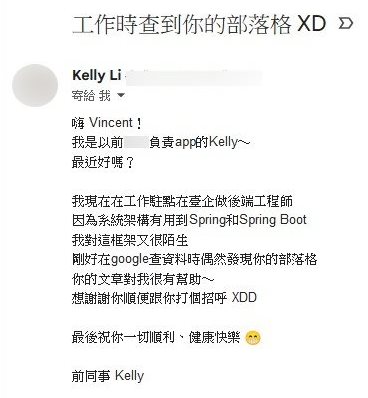 工作時查到你的部落格 XD
Kelly Li
寄給 我
嗨 Vincent！
我是以前 負責app的Kelly～
最近好嗎？
我現在在工作駐點在臺企做後端工程師
因為系統架構有用到Spring和Spring Boot
我對這框架又很陌生
剛好在google查資料時偶然發現你的部落格
你的文章對我很有幫助～
想謝謝你順便跟你打個招呼 XDD
最後祝你一切順利、健康快樂 😁
前同事 Kelly